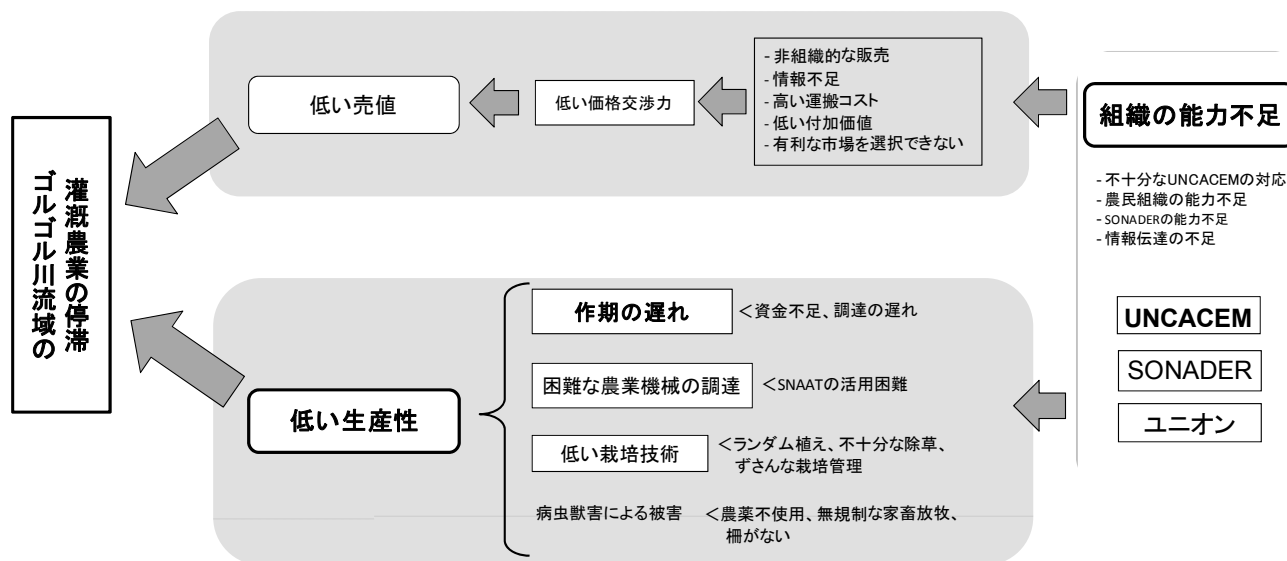 ゴルゴル川流域の
灌漑農業の停滞
低い売値
低い価格交渉力
- 非組織的な販売
- 情報不足
- 高い運搬コスト
- 低い付加価値
- 有利な市場を選択できない
組織の能力不足
- 不十分なUNCACEMの対応
- 農民組織の能力不足
- SONADERの能力不足
- 情報伝達の不足
UNCACEM
SONADER
ユニオン
低い生産性
作期の遅れ
<資金不足、調達の遅れ
困難な農業機械の調達
<SNAATの活用困難
低い栽培技術
<ランダム植え、不十分な除草、
ずさんな栽培管理
病虫獣害による被害
<農薬不使用、無規制な家畜放牧、
柵がない